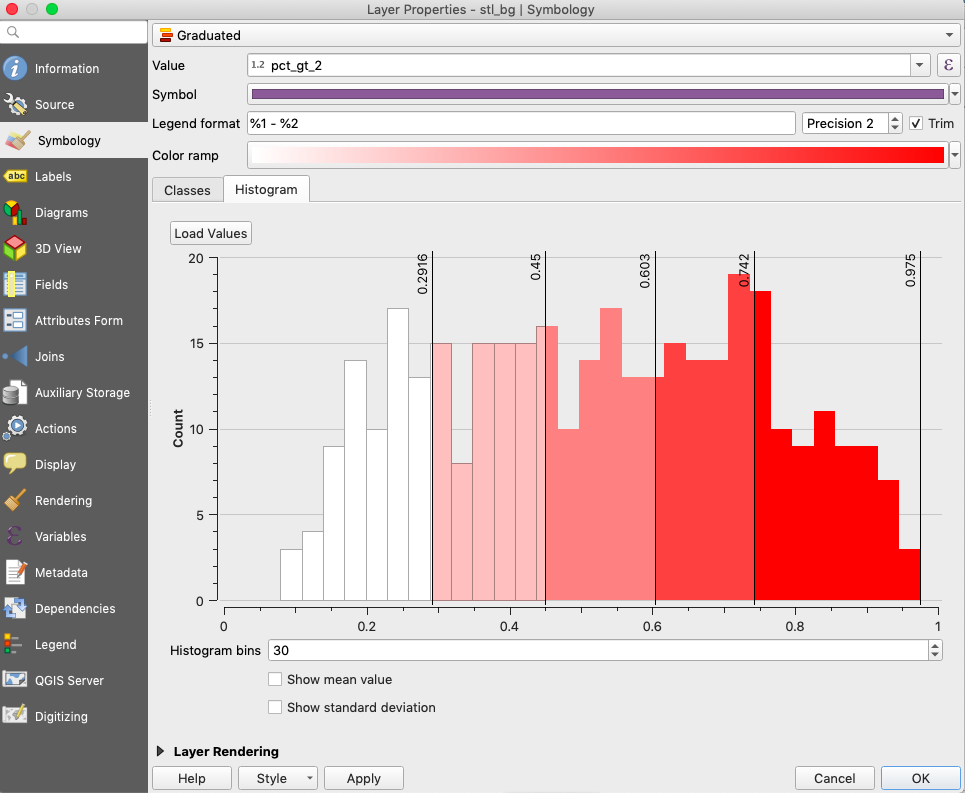 Layer Properties - stl_bg | Symbology
Information
Source
Symbology
abc Labels
Diagrams
3D View
Fields
Attributes Form
Joins
Auxiliary Storage
Actions
Display
Rendering
Variables
Metadata
Dependencies
Legend
QGIS Server
Digitizing
Graduated
Value 1.2 pct_gt_2 ε
Symbol
Legend format %1 - %2 Precision 2 Trim
Color ramp
Classes Histogram
Load Values
0.2916 0.45 0.603 0.742 0.975
20
15
10
5
0
Count
0 0.2 0.4 0.6 0.8 1
Histogram bins 30
Show mean value
Show standard deviation
Layer Rendering
Help Style Apply Cancel OK